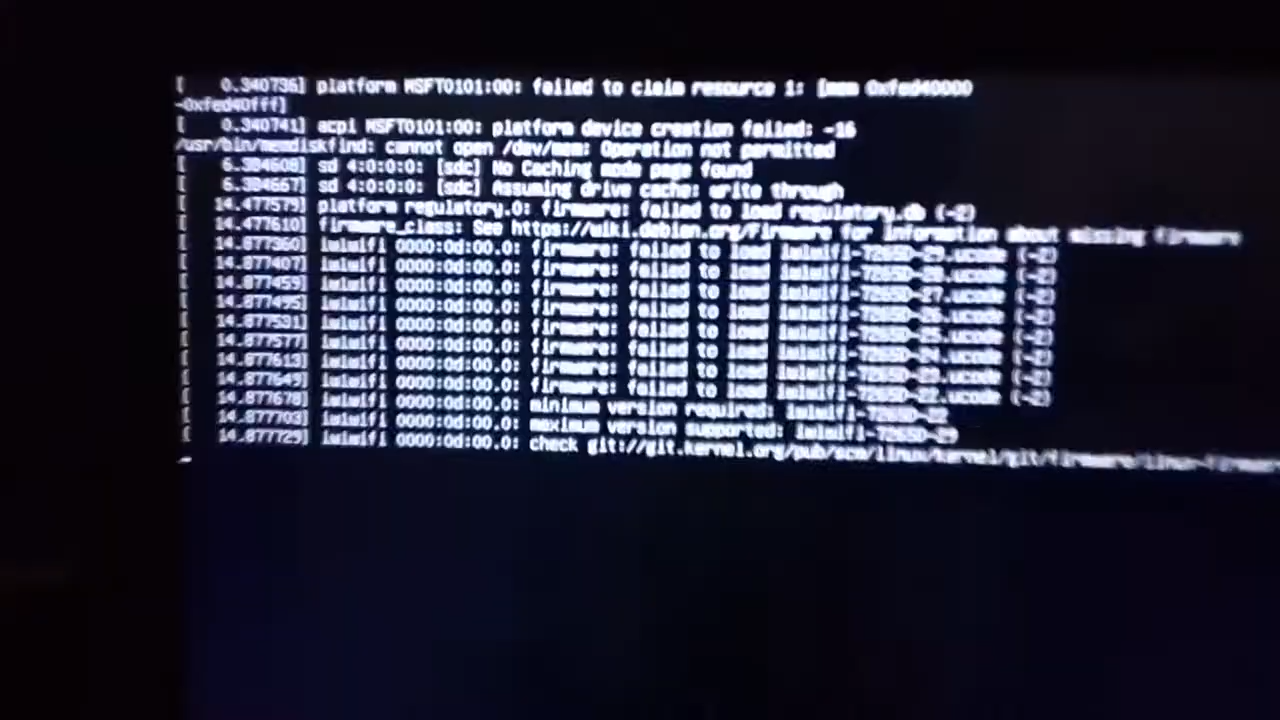 [    0.340736] platform MSFT0101:00: failed to claim resource 1: [mem 0xfed40000
-0xfed40fff]
[    0.340741] acpi MSFT0101:00: platform device creation failed: -16
/usr/bin/memdiskfind: cannot open /dev/mem: Operation not permitted
[    6.384608] sd 4:0:0:0: [sdc] No Caching mode page found
[    6.384667] sd 4:0:0:0: [sdc] Assuming drive cache: write through
[   14.477579] platform regulatory.0: firmware: failed to load regulatory.db (-2)
[   14.477610] firmware_class: See https://wiki.debian.org/Firmware for information about missing firmware
[   14.877360] iwlwifi 0000:0d:00.0: firmware: failed to load iwlwifi-7265D-29.ucode (-2)
[   14.877407] iwlwifi 0000:0d:00.0: firmware: failed to load iwlwifi-7265D-28.ucode (-2)
[   14.877459] iwlwifi 0000:0d:00.0: firmware: failed to load iwlwifi-7265D-27.ucode (-2)
[   14.877495] iwlwifi 0000:0d:00.0: firmware: failed to load iwlwifi-7265D-26.ucode (-2)
[   14.877531] iwlwifi 0000:0d:00.0: firmware: failed to load iwlwifi-7265D-25.ucode (-2)
[   14.877577] iwlwifi 0000:0d:00.0: firmware: failed to load iwlwifi-7265D-24.ucode (-2)
[   14.877613] iwlwifi 0000:0d:00.0: firmware: failed to load iwlwifi-7265D-23.ucode (-2)
[   14.877649] iwlwifi 0000:0d:00.0: firmware: failed to load iwlwifi-7265D-22.ucode (-2)
[   14.877678] iwlwifi 0000:0d:00.0: minimum version required: iwlwifi-7265D-22
[   14.877703] iwlwifi 0000:0d:00.0: maximum version supported: iwlwifi-7265D-29
[   14.877729] iwlwifi 0000:0d:00.0: check git://git.kernel.org/pub/scm/linux/kernel/git/firmware/linux-firmware